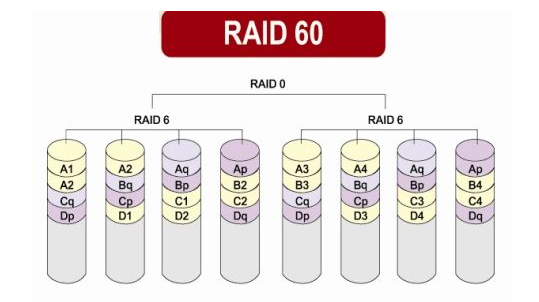 RAID 60
RAID 0
RAID 6 RAID 6
A1 A2 Aq Ap A3 A4 Aq Ap
A2 Bq Bp B2 B3 Bq Bp B4
Cq Cp C1 C2 Cq Cp C3 C4
Dp D1 D2 Dq Dp D3 D4 Dq